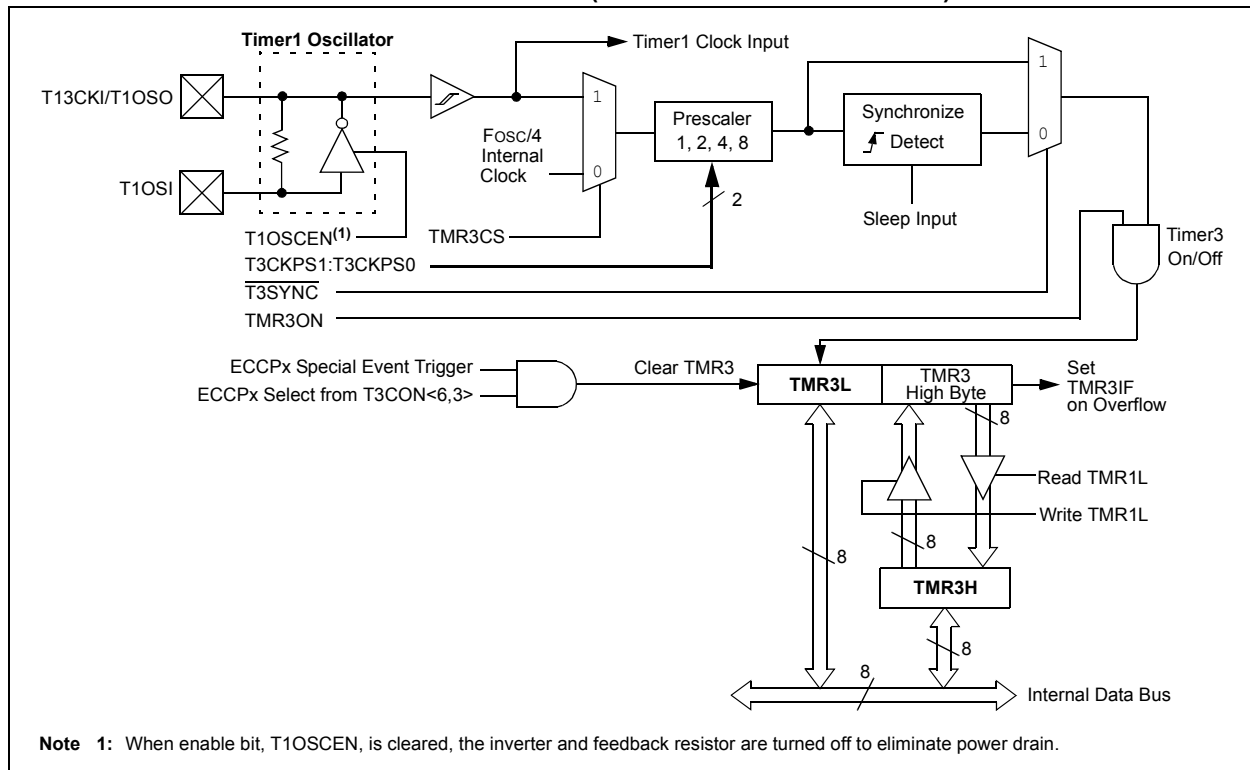 Timer1 Oscillator
Timer1 Clock Input
T13CKI/T1OSO
1
1
FOSC/4
Internal
Clock
0
Prescaler
1, 2, 4, 8
Synchronize
Detect
0
T1OSI
2
Sleep Input
T1OSCEN(1)
TMR3CS
Timer3
On/Off
T3CKPS1:T3CKPS0
T3SYNC
TMR3ON
ECCPx Special Event Trigger
ECCPx Select from T3CON<6,3>
Clear TMR3
TMR3L
TMR3
High Byte
Set
TMR3IF
on Overflow
8
Read TMR1L
Write TMR1L
8
8
TMR3H
8
8
Internal Data Bus
Note 1: When enable bit, T1OSCEN, is cleared, the inverter and feedback resistor are turned off to eliminate power drain.